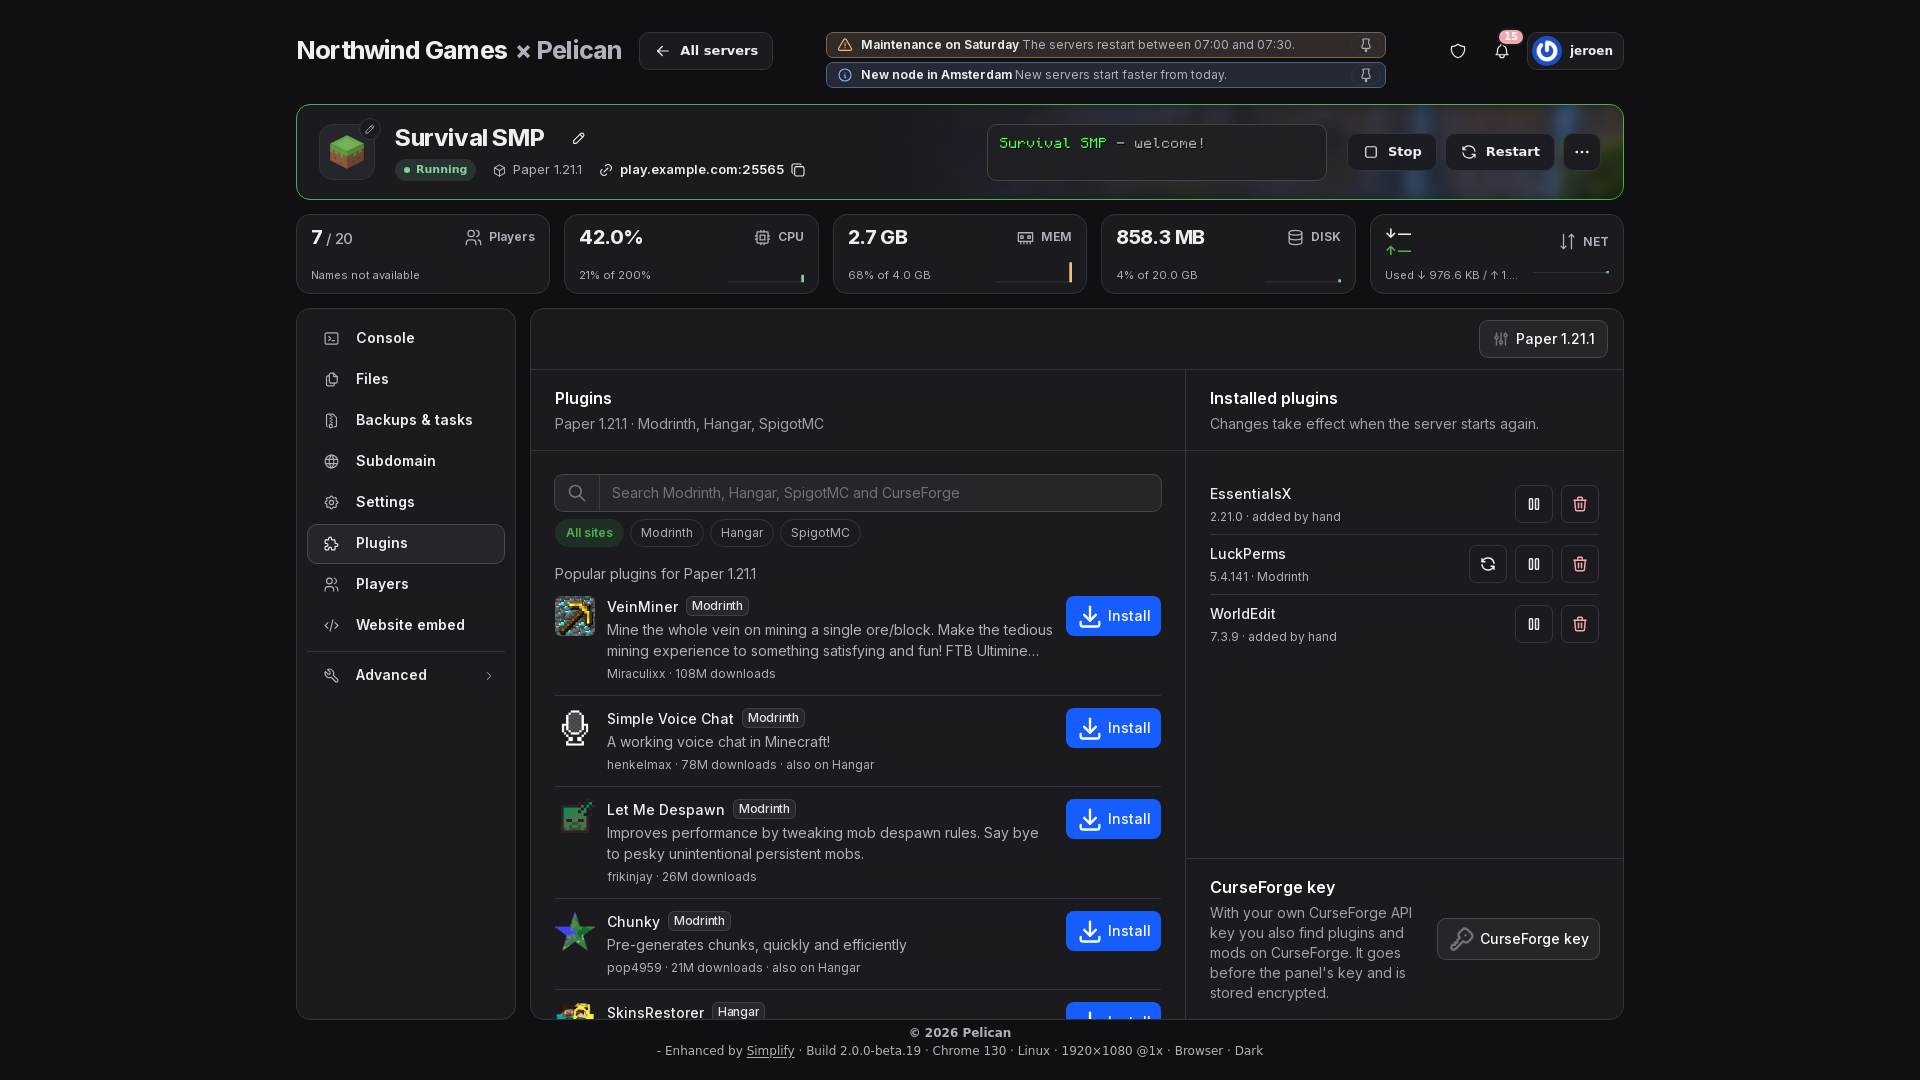 Northwind Games × Pelican
All servers
Maintenance on Saturday The servers restart between 07:00 and 07:30.
New node in Amsterdam New servers start faster from today.
15
jeroen
Survival SMP
Running
Paper 1.21.1
play.example.com:25565
Survival SMP - welcome!
Stop
Restart
7 / 20
Players
Names not available
42.0%
CPU
21% of 200%
2.7 GB
MEM
68% of 4.0 GB
858.3 MB
DISK
4% of 20.0 GB
↓—
↑—
NET
Used ↓ 976.6 KB / ↑ 1....
Console
Files
Backups & tasks
Subdomain
Settings
Plugins
Players
Website embed
Advanced
Paper 1.21.1
Plugins
Paper 1.21.1 · Modrinth, Hangar, SpigotMC
Search Modrinth, Hangar, SpigotMC and CurseForge
All sites
Modrinth
Hangar
SpigotMC
Popular plugins for Paper 1.21.1
VeinMiner Modrinth
Mine the whole vein on mining a single ore/block. Make the tedious
mining experience to something satisfying and fun! FTB Ultimine...
Miraculixx · 108M downloads
Install
Simple Voice Chat Modrinth
A working voice chat in Minecraft!
henkelmax · 78M downloads · also on Hangar
Install
Let Me Despawn Modrinth
Improves performance by tweaking mob despawn rules. Say bye
to pesky unintentional persistent mobs.
frikinjay · 26M downloads
Install
Chunky Modrinth
Pre-generates chunks, quickly and efficiently
pop4959 · 21M downloads · also on Hangar
Install
SkinsRestorer Hangar
Install
Installed plugins
Changes take effect when the server starts again.
EssentialsX
2.21.0 · added by hand
LuckPerms
5.4.141 · Modrinth
WorldEdit
7.3.9 · added by hand
CurseForge key
With your own CurseForge API
key you also find plugins and
mods on CurseForge. It goes
before the panel's key and is
stored encrypted.
CurseForge key
© 2026 Pelican
- Enhanced by Simplify · Build 2.0.0-beta.19 · Chrome 130 · Linux · 1920×1080 @1x · Browser · Dark